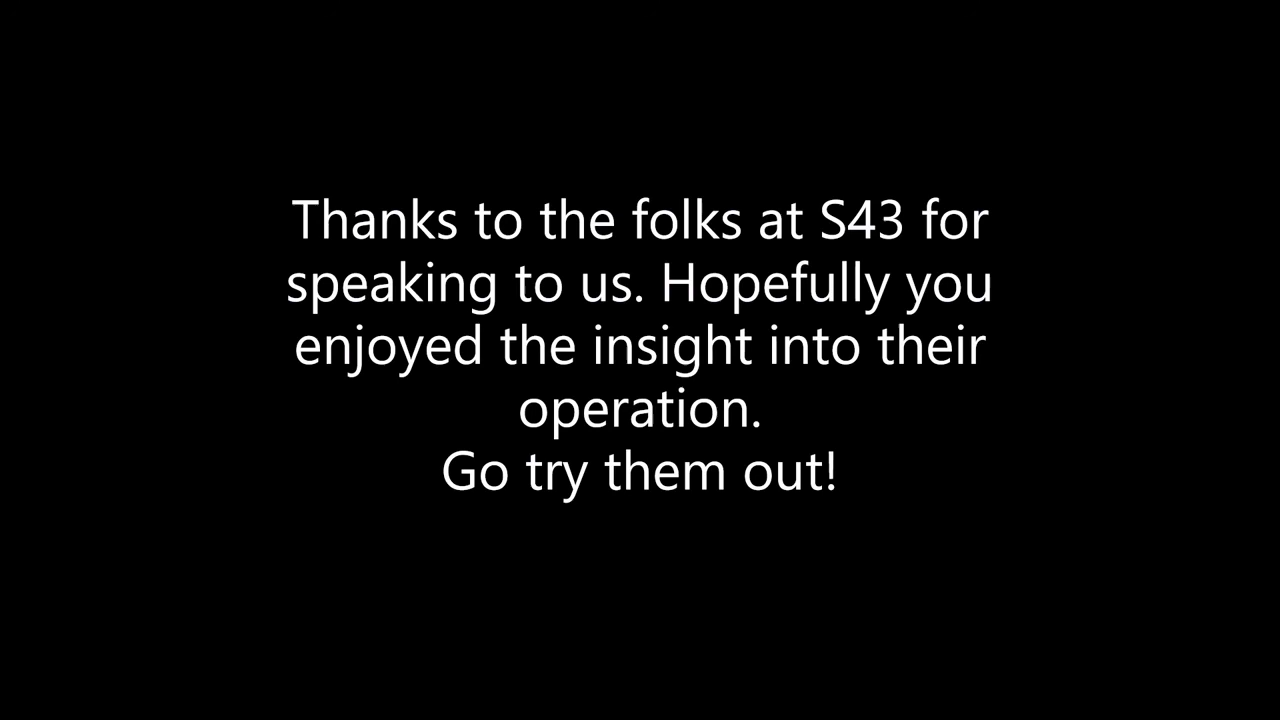 Thanks to the folks at S43 for
speaking to us. Hopefully you
enjoyed the insight into their
operation.
Go try them out!